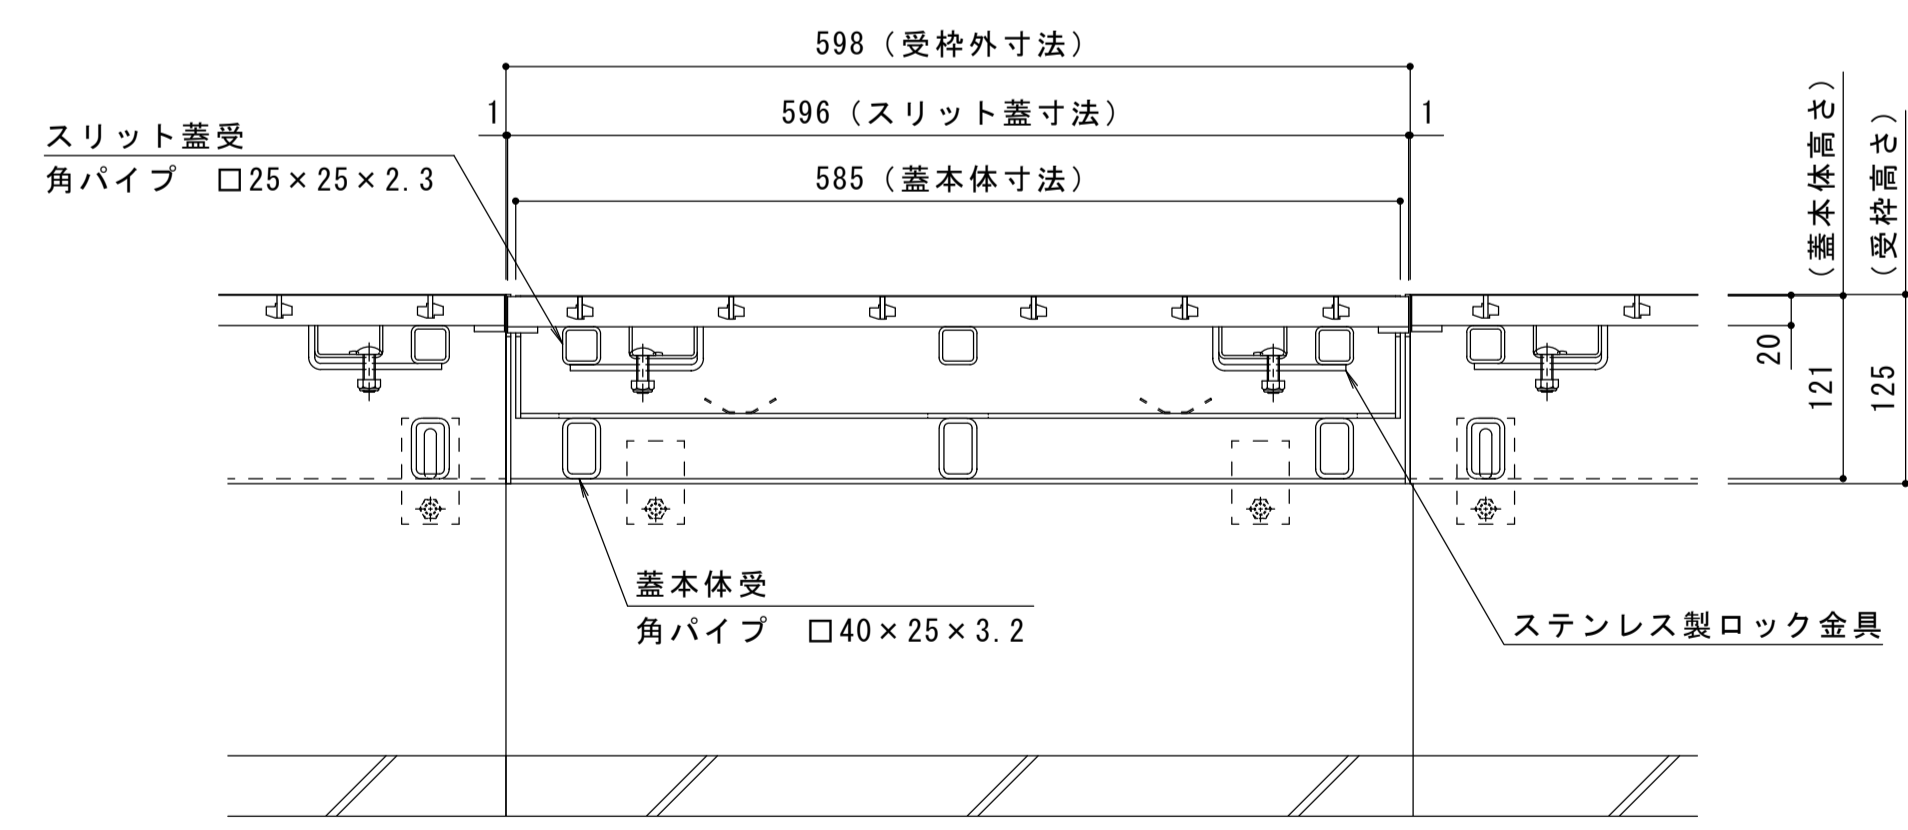 598（受枠外寸法）
1
596（スリット蓋寸法）
1
585（蓋本体寸法）
スリット蓋受
角パイプ　□25×25×2.3
（蓋本体高さ）
（受枠高さ）
20
121
125
蓋本体受
角パイプ　□40×25×3.2
ステンレス製ロック金具